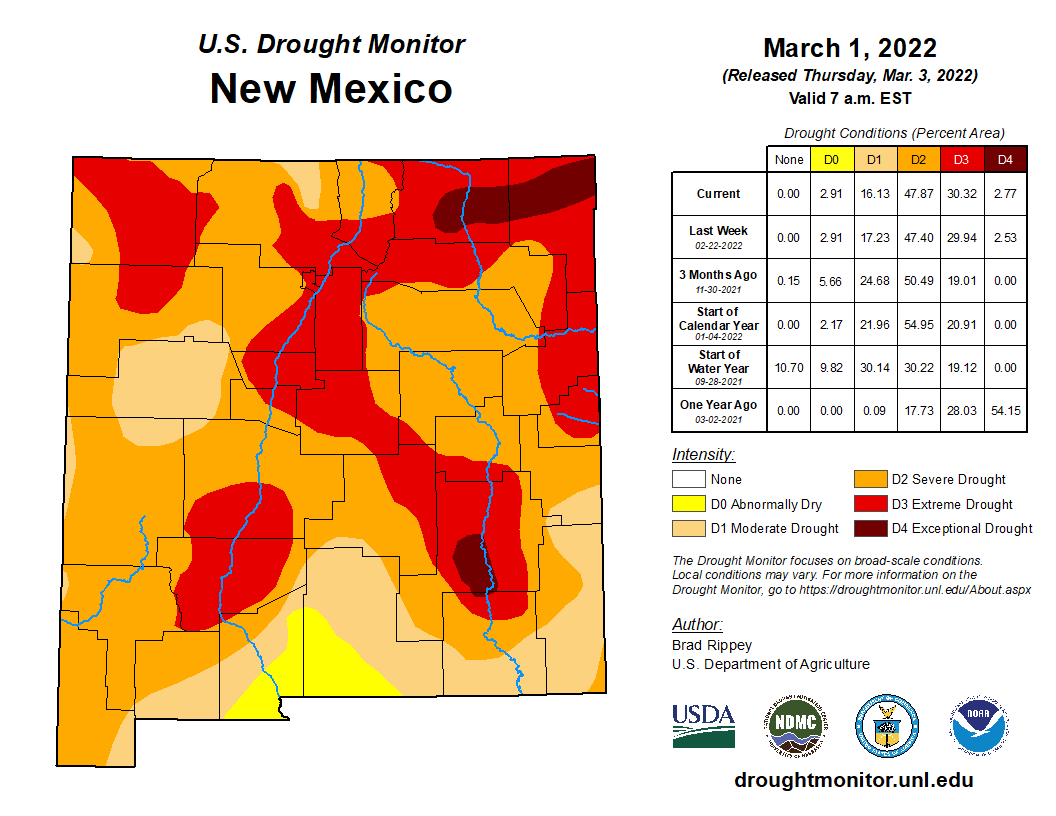 U.S. Drought Monitor
New Mexico
March 1, 2022
(Released Thursday, Mar. 3, 2022)
Valid 7 a.m. EST
Drought Conditions (Percent Area)
None D0 D1 D2 D3 D4
Current 0.00 2.91 16.13 47.87 30.32 2.77
Last Week
02-22-2022 0.00 2.91 17.23 47.40 29.94 2.53
3 Months Ago
11-30-2021 0.15 5.66 24.68 50.49 19.01 0.00
Start of
Calendar Year
01-04-2022 0.00 2.17 21.96 54.95 20.91 0.00
Start of
Water Year
09-28-2021 10.70 9.82 30.14 30.22 19.12 0.00
One Year Ago
03-02-2021 0.00 0.00 0.09 17.73 28.03 54.15
Intensity:
None
D0 Abnormally Dry
D1 Moderate Drought
D2 Severe Drought
D3 Extreme Drought
D4 Exceptional Drought
The Drought Monitor focuses on broad-scale conditions.
Local conditions may vary. For more information on the
Drought Monitor, go to https://droughtmonitor.unl.edu/About.aspx
Author:
Brad Rippey
U.S. Department of Agriculture
USDA
NDMC
NOAA
droughtmonitor.unl.edu